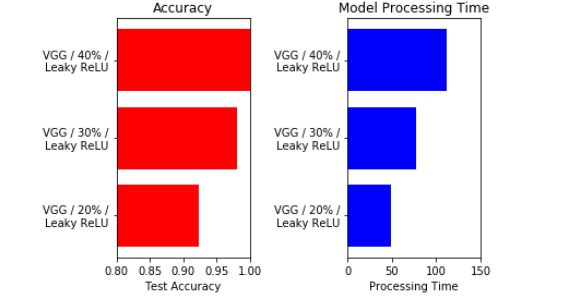 Accuracy
VGG / 40% /
Leaky ReLU
VGG / 30% /
Leaky ReLU
VGG / 20% /
Leaky ReLU
0.80 0.85 0.90 0.95 1.00
Test Accuracy
Model Processing Time
VGG / 40% /
Leaky ReLU
VGG / 30% /
Leaky ReLU
VGG / 20% /
Leaky ReLU
0 50 100 150
Processing Time